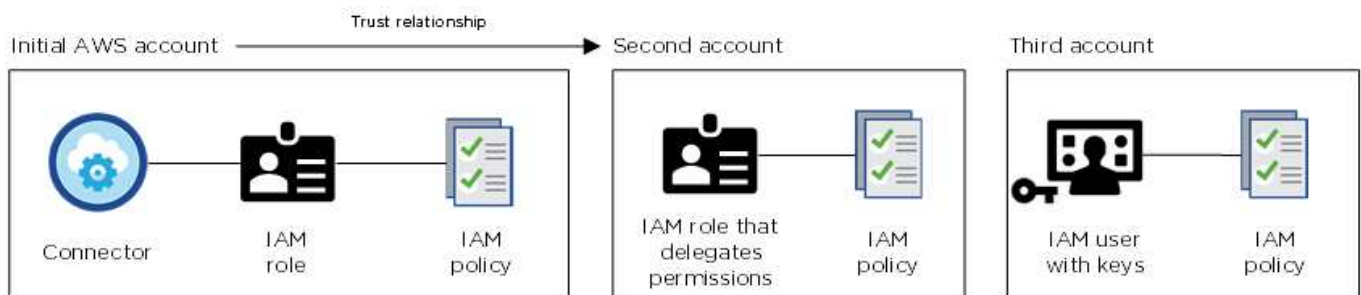 Trust relationship
Initial AWS account
Second account
Third account
Connector
IAM
role
IAM
policy
IAM role that
delegates
permissions
IAM
policy
IAM user
with keys
IAM
policy